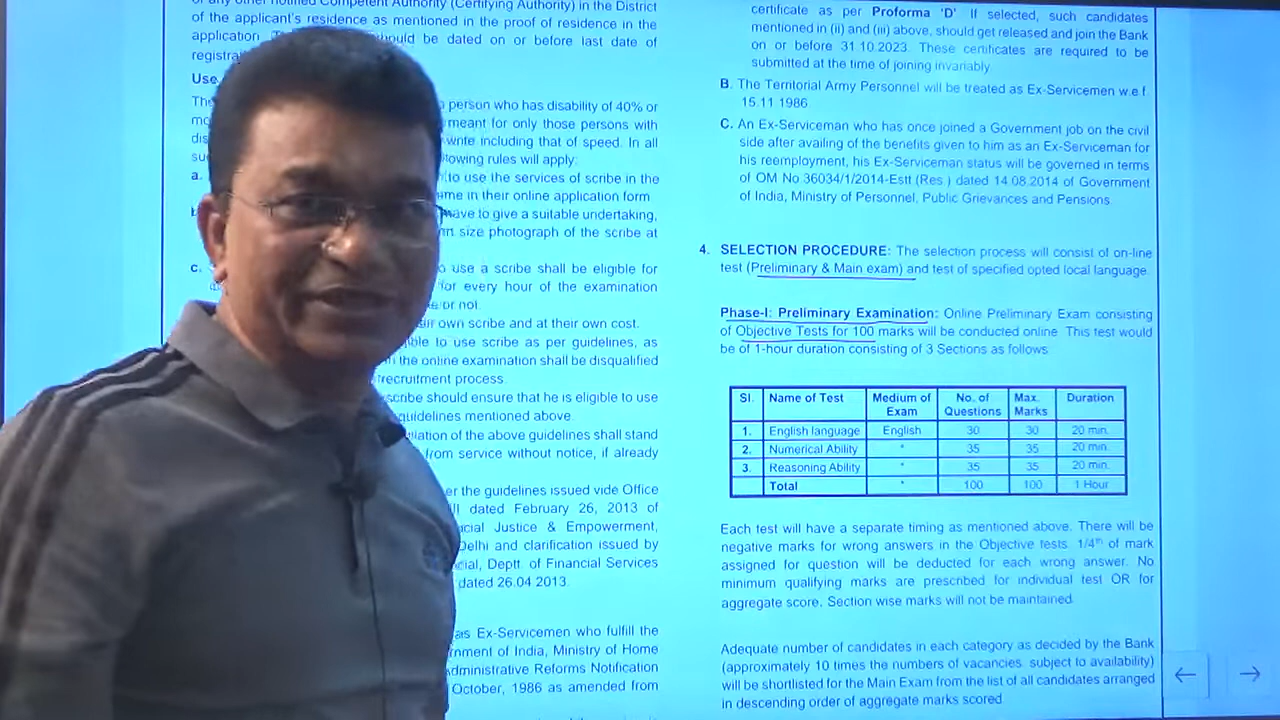 of any other notified Competent Authority (Certifying Authority) in the District
of the applicant's residence as mentioned in the proof of residence in the
application should be dated on or before last date of
Use
person who has disability of 40% or
meant for only those persons with
write including that of speed. In all
following rules will apply:
a. to use the services of scribe in the
in their online application form
have to give a suitable undertaking,
size photograph of the scribe at
c. use a scribe shall be eligible for
for every hour of the examination
or not.
own scribe and at their own cost.
to use scribe as per guidelines, as
the online examination shall be disqualified
recruitment process.
scribe should ensure that he is eligible to use
guidelines mentioned above
of the above guidelines shall stand
from service without notice, if already
the guidelines issued vide Office
dated February 26, 2013 of
Justice & Empowerment,
Delhi and clarification issued by
Deptt. of Financial Services
dated 26.04 2013.
as Ex-Servicemen who fulfill the
of India, Ministry of Home
Administrative Reforms Notification
October, 1986 as amended from
certificate as per Proforma 'D' If selected, such candidates
mentioned in (ii) and (iii) above, should get released and join the Bank
on or before 31.10.2023. These certificates are required to be
submitted at the time of joining invariably
B. The Territorial Army Personnel will be treated as Ex-Servicemen w.e.f.
15.11 1986
C. An Ex-Serviceman who has once joined a Government job on the civil
side after availing of the benefits given to him as an Ex-Serviceman for
his reemployment, his Ex-Serviceman status will be governed in terms
of OM No 36034/1/2014-Estt (Res.) dated 14.08.2014 of Government
of India, Ministry of Personnel, Public Grievances and Pensions
4. SELECTION PROCEDURE: The selection process will consist of on-line
test (Preliminary & Main exam) and test of specified opted local language.
Phase-I: Preliminary Examination: Online Preliminary Exam consisting
of Objective Tests for 100 marks will be conducted online. This test would
be of 1-hour duration consisting of 3 Sections as follows
Sl. Name of Test Medium of Exam No. of Questions Max. Marks Duration
1. English language English 30 30 20 min.
2. Numerical Ability * 35 35 20 min.
3. Reasoning Ability * 35 35 20 min
Total * 100 100 1 Hour
Each test will have a separate timing as mentioned above. There will be
negative marks for wrong answers in the Objective tests. 1/4th of mark
assigned for question will be deducted for each wrong answer. No
minimum qualifying marks are prescribed for individual test OR for
aggregate score. Section wise marks will not be maintained.
Adequate number of candidates in each category as decided by the Bank
(approximately 10 times the numbers of vacancies. subject to availability)
will be shortlisted for the Main Exam from the list of all candidates arranged
in descending order of aggregate marks scored